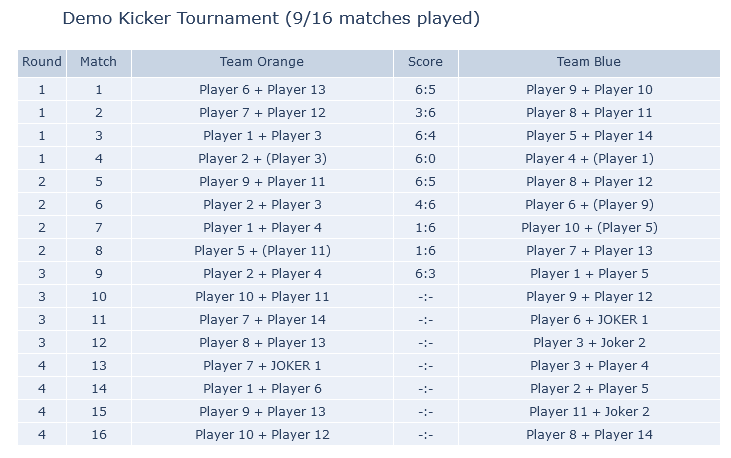 Demo Kicker Tournament (9/16 matches played)
Round Match Team Orange Score Team Blue
1 1 Player 6 + Player 13 6:5 Player 9 + Player 10
1 2 Player 7 + Player 12 3:6 Player 8 + Player 11
1 3 Player 1 + Player 3 6:4 Player 5 + Player 14
1 4 Player 2 + (Player 3) 6:0 Player 4 + (Player 1)
2 5 Player 9 + Player 11 6:5 Player 8 + Player 12
2 6 Player 2 + Player 3 4:6 Player 6 + (Player 9)
2 7 Player 1 + Player 4 1:6 Player 10 + (Player 5)
2 8 Player 5 + (Player 11) 1:6 Player 7 + Player 13
3 9 Player 2 + Player 4 6:3 Player 1 + Player 5
3 10 Player 10 + Player 11 -:- Player 9 + Player 12
3 11 Player 7 + Player 14 -:- Player 6 + JOKER 1
3 12 Player 8 + Player 13 -:- Player 3 + Joker 2
4 13 Player 7 + JOKER 1 -:- Player 3 + Player 4
4 14 Player 1 + Player 6 -:- Player 2 + Player 5
4 15 Player 9 + Player 13 -:- Player 11 + Joker 2
4 16 Player 10 + Player 12 -:- Player 8 + Player 14